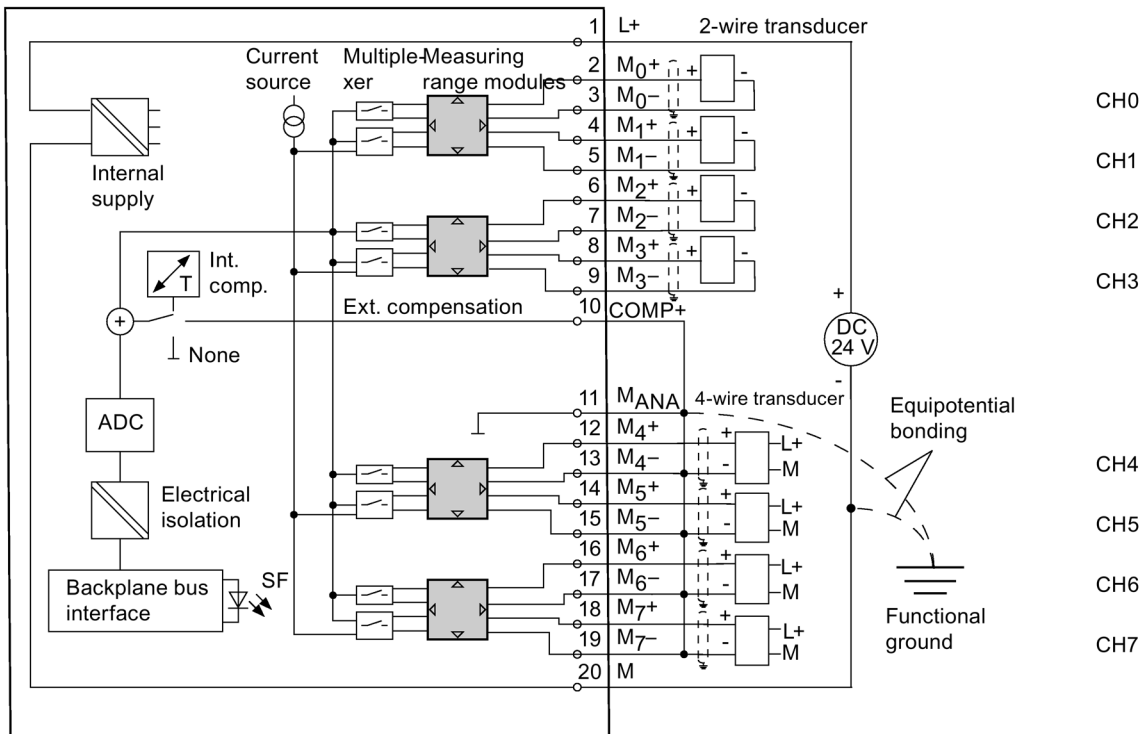 1 L+ 2-wire transducer
Current source
Multiple-xer
Measuring range modules
2 M0+ + -
3 M0– CH0
4 M1+ + -
5 M1– CH1
Internal supply
6 M2+ + -
7 M2– CH2
8 M3+ + -
9 M3– CH3
T
Int. comp.
10 COMP+
Ext. compensation
+
None
+
DC 24 V
-
11 MANA 4-wire transducer
Equipotential bonding
ADC
12 M4+ + L+
13 M4– - M CH4
14 M5+ + L+
15 M5– - M CH5
Electrical isolation
16 M6+ + L+
17 M6– - M CH6
18 M7+ + L+
19 M7– - M CH7
Backplane bus interface
SF
Functional ground
20 M